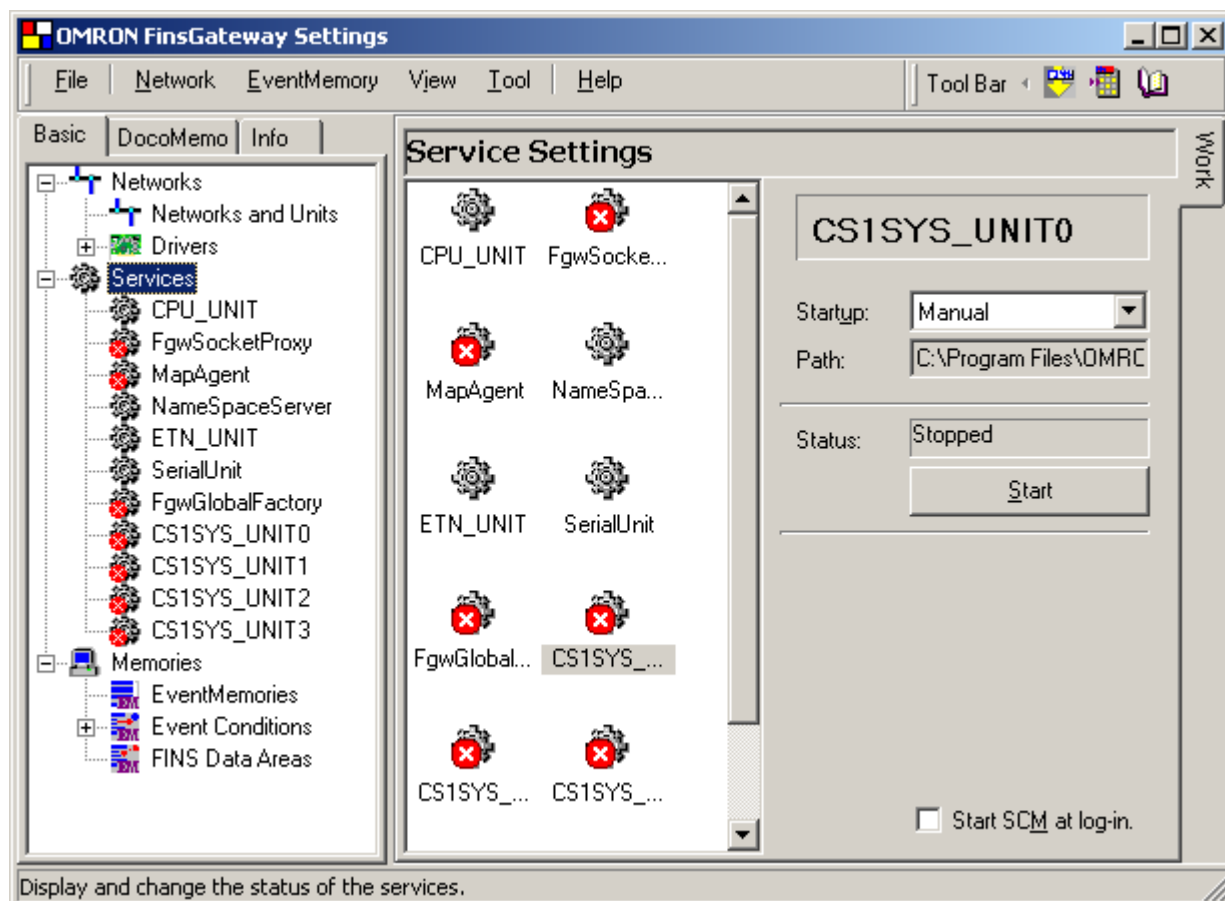 OMRON FinsGateway Settings
File Network EventMemory View Tool Help
Tool Bar
Basic DocoMemo Info
Networks
Networks and Units
Drivers
Services
CPU_UNIT
FgwSocketProxy
MapAgent
NameSpaceServer
ETN_UNIT
SerialUnit
FgwGlobalFactory
CS1SYS_UNIT0
CS1SYS_UNIT1
CS1SYS_UNIT2
CS1SYS_UNIT3
Memories
EventMemories
Event Conditions
FINS Data Areas
Service Settings
CPU_UNIT FgwSocke...
MapAgent NameSpa...
ETN_UNIT SerialUnit
FgwGlobal... CS1SYS_...
CS1SYS_... CS1SYS_...
CS1SYS_UNIT0
Startup: Manual
Path: C:\Program Files\OMRC
Status: Stopped
Start
Start SCM at log-in.
Work
Display and change the status of the services.